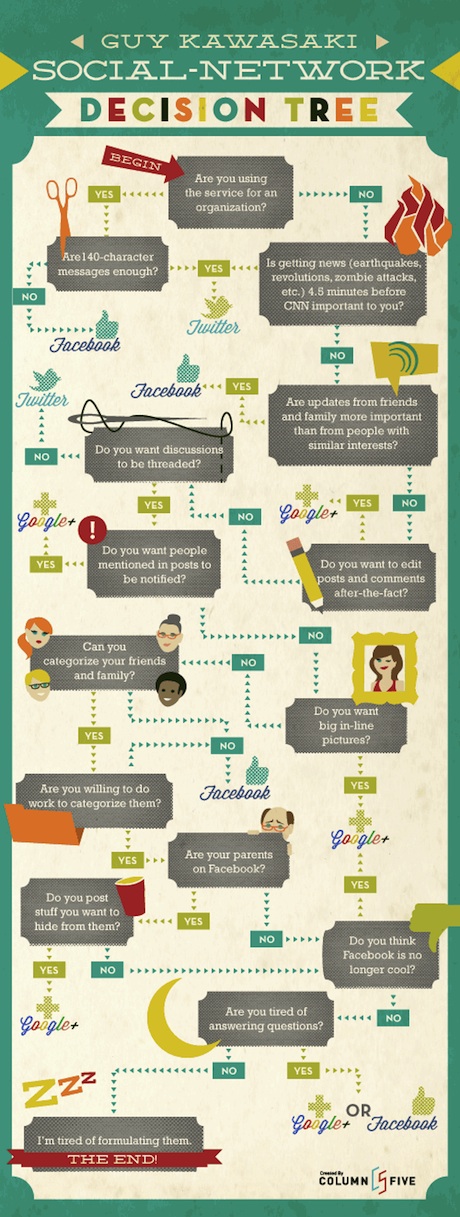 GUY KAWASAKI
SOCIAL-NETWORK
DECISION TREE
BEGIN
Are you using
the service for an
organization?
YES
NO
Are 140-character
messages enough?
YES
Is getting news (earthquakes,
revolutions, zombie attacks,
etc.) 4.5 minutes before
CNN important to you?
NO
Twitter
Facebook
NO
Twitter
Facebook
YES
Are updates from friends
and family more important
than from people with
similar interests?
Do you want discussions
to be threaded?
NO
YES
NO
Google+
YES
NO
Google+
!
Do you want people
mentioned in posts to
be notified?
YES
Do you want to edit
posts and comments
after-the-fact?
NO
Can you
categorize your friends
and family?
NO
Do you want
big in-line
pictures?
YES
NO
Facebook
YES
Google+
Are you willing to do
work to categorize them?
YES
Are your parents
on Facebook?
YES
Do you post
stuff you want to
hide from them?
YES
NO
Do you think
Facebook is no
longer cool?
YES
NO
Google+
Are you tired of
answering questions?
NO
NO
YES
ZZZ
Google+ OR Facebook
I'm tired of formulating them.
THE END!
Created By
COLUMN FIVE